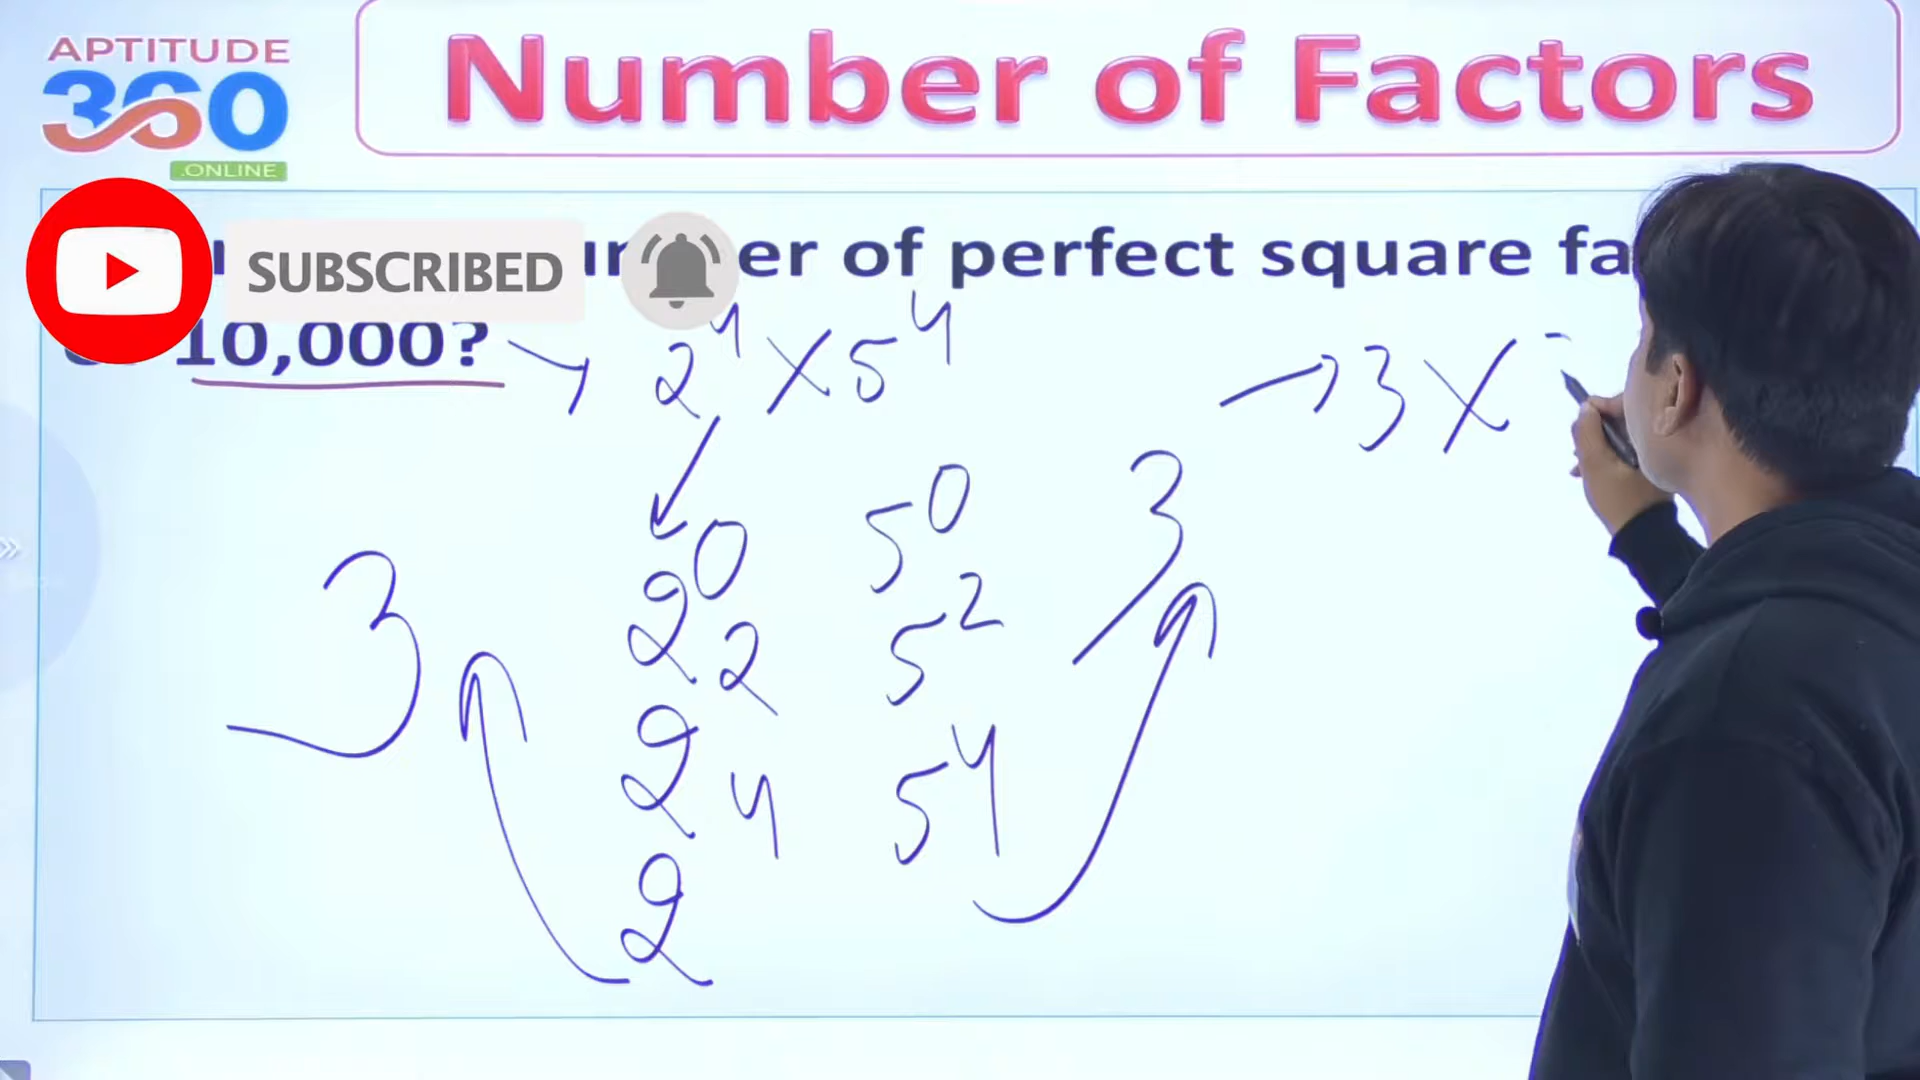 APTITUDE
360
.ONLINE
Number of Factors
SUBSCRIBED
er of perfect square fa
10,000? → 2⁴ × 5⁴ → 3 ×
3
2⁰ 5⁰
2² 5²
2⁴ 5⁴
3